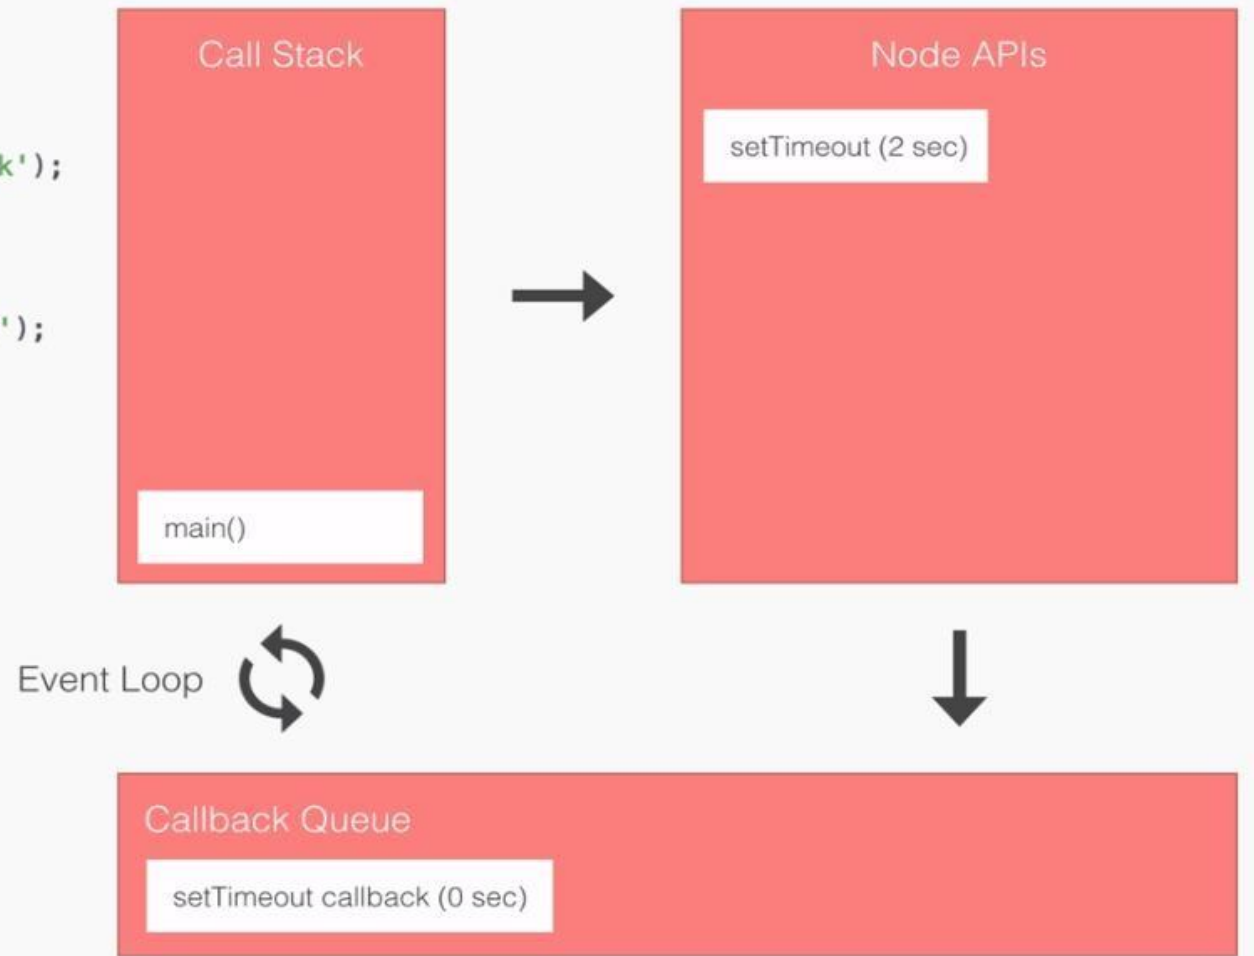 Call Stack
Node APIs
k');
setTimeout (2 sec)
');
main()
Event Loop
Callback Queue
setTimeout callback (0 sec)